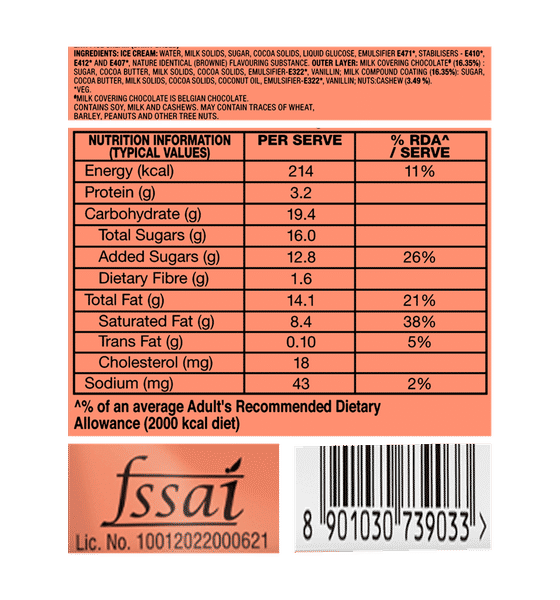 INGREDIENTS: ICE CREAM: WATER, MILK SOLIDS, SUGAR, COCOA SOLIDS, LIQUID GLUCOSE, EMULSIFIER E471*, STABILISERS - E410*,
E412* AND E407*, NATURE IDENTICAL (BROWNIE) FLAVOURING SUBSTANCE. OUTER LAYER: MILK COVERING CHOCOLATE# (16.35%) :
SUGAR, COCOA BUTTER, MILK SOLIDS, COCOA SOLIDS, EMULSIFIER-E322*, VANILLIN; MILK COMPOUND COATING (16.35%): SUGAR,
COCOA BUTTER, MILK SOLIDS, COCOA SOLIDS, COCONUT OIL, EMULSIFIER-E322*, VANILLIN; NUTS:CASHEW (3.49 %).
*VEG.
#MILK COVERING CHOCOLATE IS BELGIAN CHOCOLATE.
CONTAINS SOY, MILK AND CASHEWS. MAY CONTAIN TRACES OF WHEAT,
BARLEY, PEANUTS AND OTHER TREE NUTS.
NUTRITION INFORMATION (TYPICAL VALUES) PER SERVE % RDA^ / SERVE
Energy (kcal) 214 11%
Protein (g) 3.2
Carbohydrate (g) 19.4
Total Sugars (g) 16.0
Added Sugars (g) 12.8 26%
Dietary Fibre (g) 1.6
Total Fat (g) 14.1 21%
Saturated Fat (g) 8.4 38%
Trans Fat (g) 0.10 5%
Cholesterol (mg) 18
Sodium (mg) 43 2%
^% of an average Adult's Recommended Dietary
Allowance (2000 kcal diet)
fssai
Lic. No. 10012022000621
8 901030 739033 >